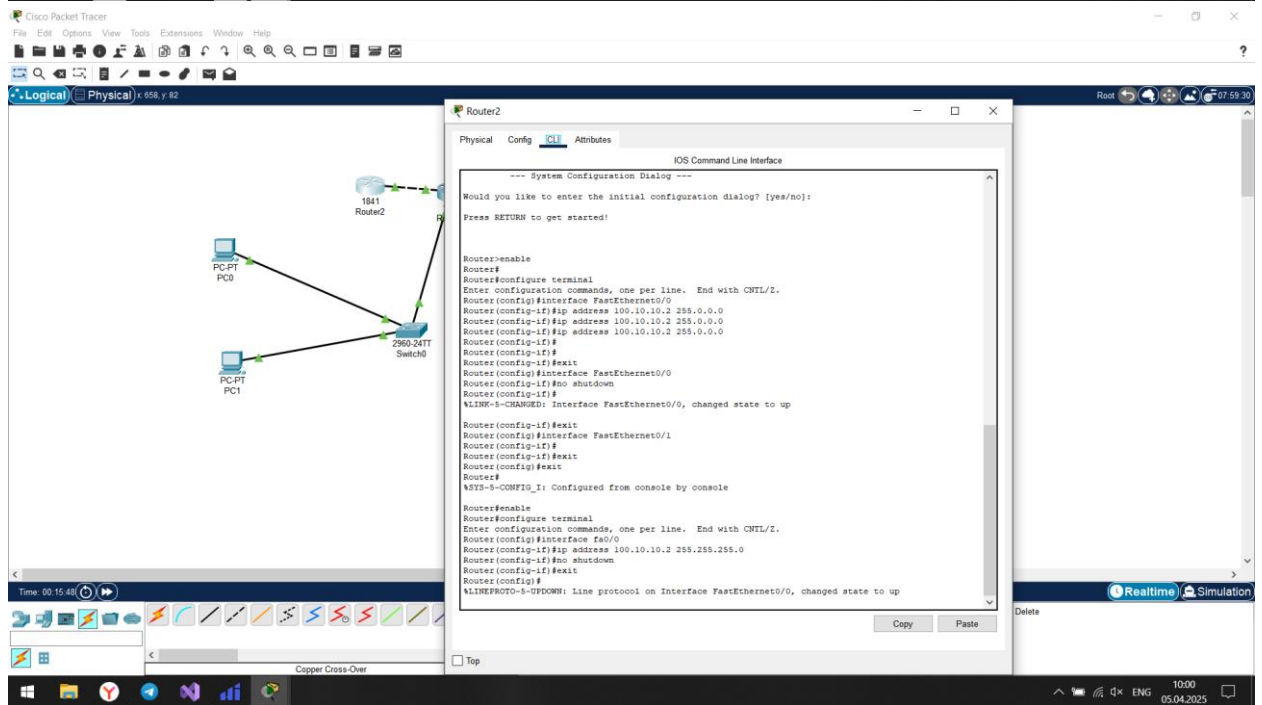 Cisco Packet Tracer
File Edit Options View Tools Extensions Window Help
?
Logical Physical x: 658, y: 82
Root 07:59:30
1841
Router2
R
PC-PT
PC0
2960-24TT
Switch0
PC-PT
PC1
Router2
Physical Config CLI Attributes
IOS Command Line Interface
--- System Configuration Dialog ---
Would you like to enter the initial configuration dialog? [yes/no]:
Press RETURN to get started!
Router>enable
Router#
Router#configure terminal
Enter configuration commands, one per line. End with CNTL/Z.
Router(config)#interface FastEthernet0/0
Router(config-if)#ip address 100.10.10.2 255.0.0.0
Router(config-if)#ip address 100.10.10.2 255.0.0.0
Router(config-if)#ip address 100.10.10.2 255.0.0.0
Router(config-if)#
Router(config-if)#
Router(config-if)#exit
Router(config)#interface FastEthernet0/0
Router(config-if)#no shutdown
Router(config-if)#
%LINK-5-CHANGED: Interface FastEthernet0/0, changed state to up
Router(config-if)#exit
Router(config)#interface FastEthernet0/1
Router(config-if)#
Router(config-if)#exit
Router(config)#exit
Router#
%SYS-5-CONFIG_I: Configured from console by console
Router#enable
Router#configure terminal
Enter configuration commands, one per line. End with CNTL/Z.
Router(config)#interface fa0/0
Router(config-if)#ip address 100.10.10.2 255.255.255.0
Router(config-if)#no shutdown
Router(config-if)#exit
Router(config)#
%LINEPROTO-5-UPDOWN: Line protocol on Interface FastEthernet0/0, changed state to up
Copy Paste
Top
Time: 00:15:48
Realtime Simulation
Delete
Copper Cross-Over
ENG
10:00
05.04.2025